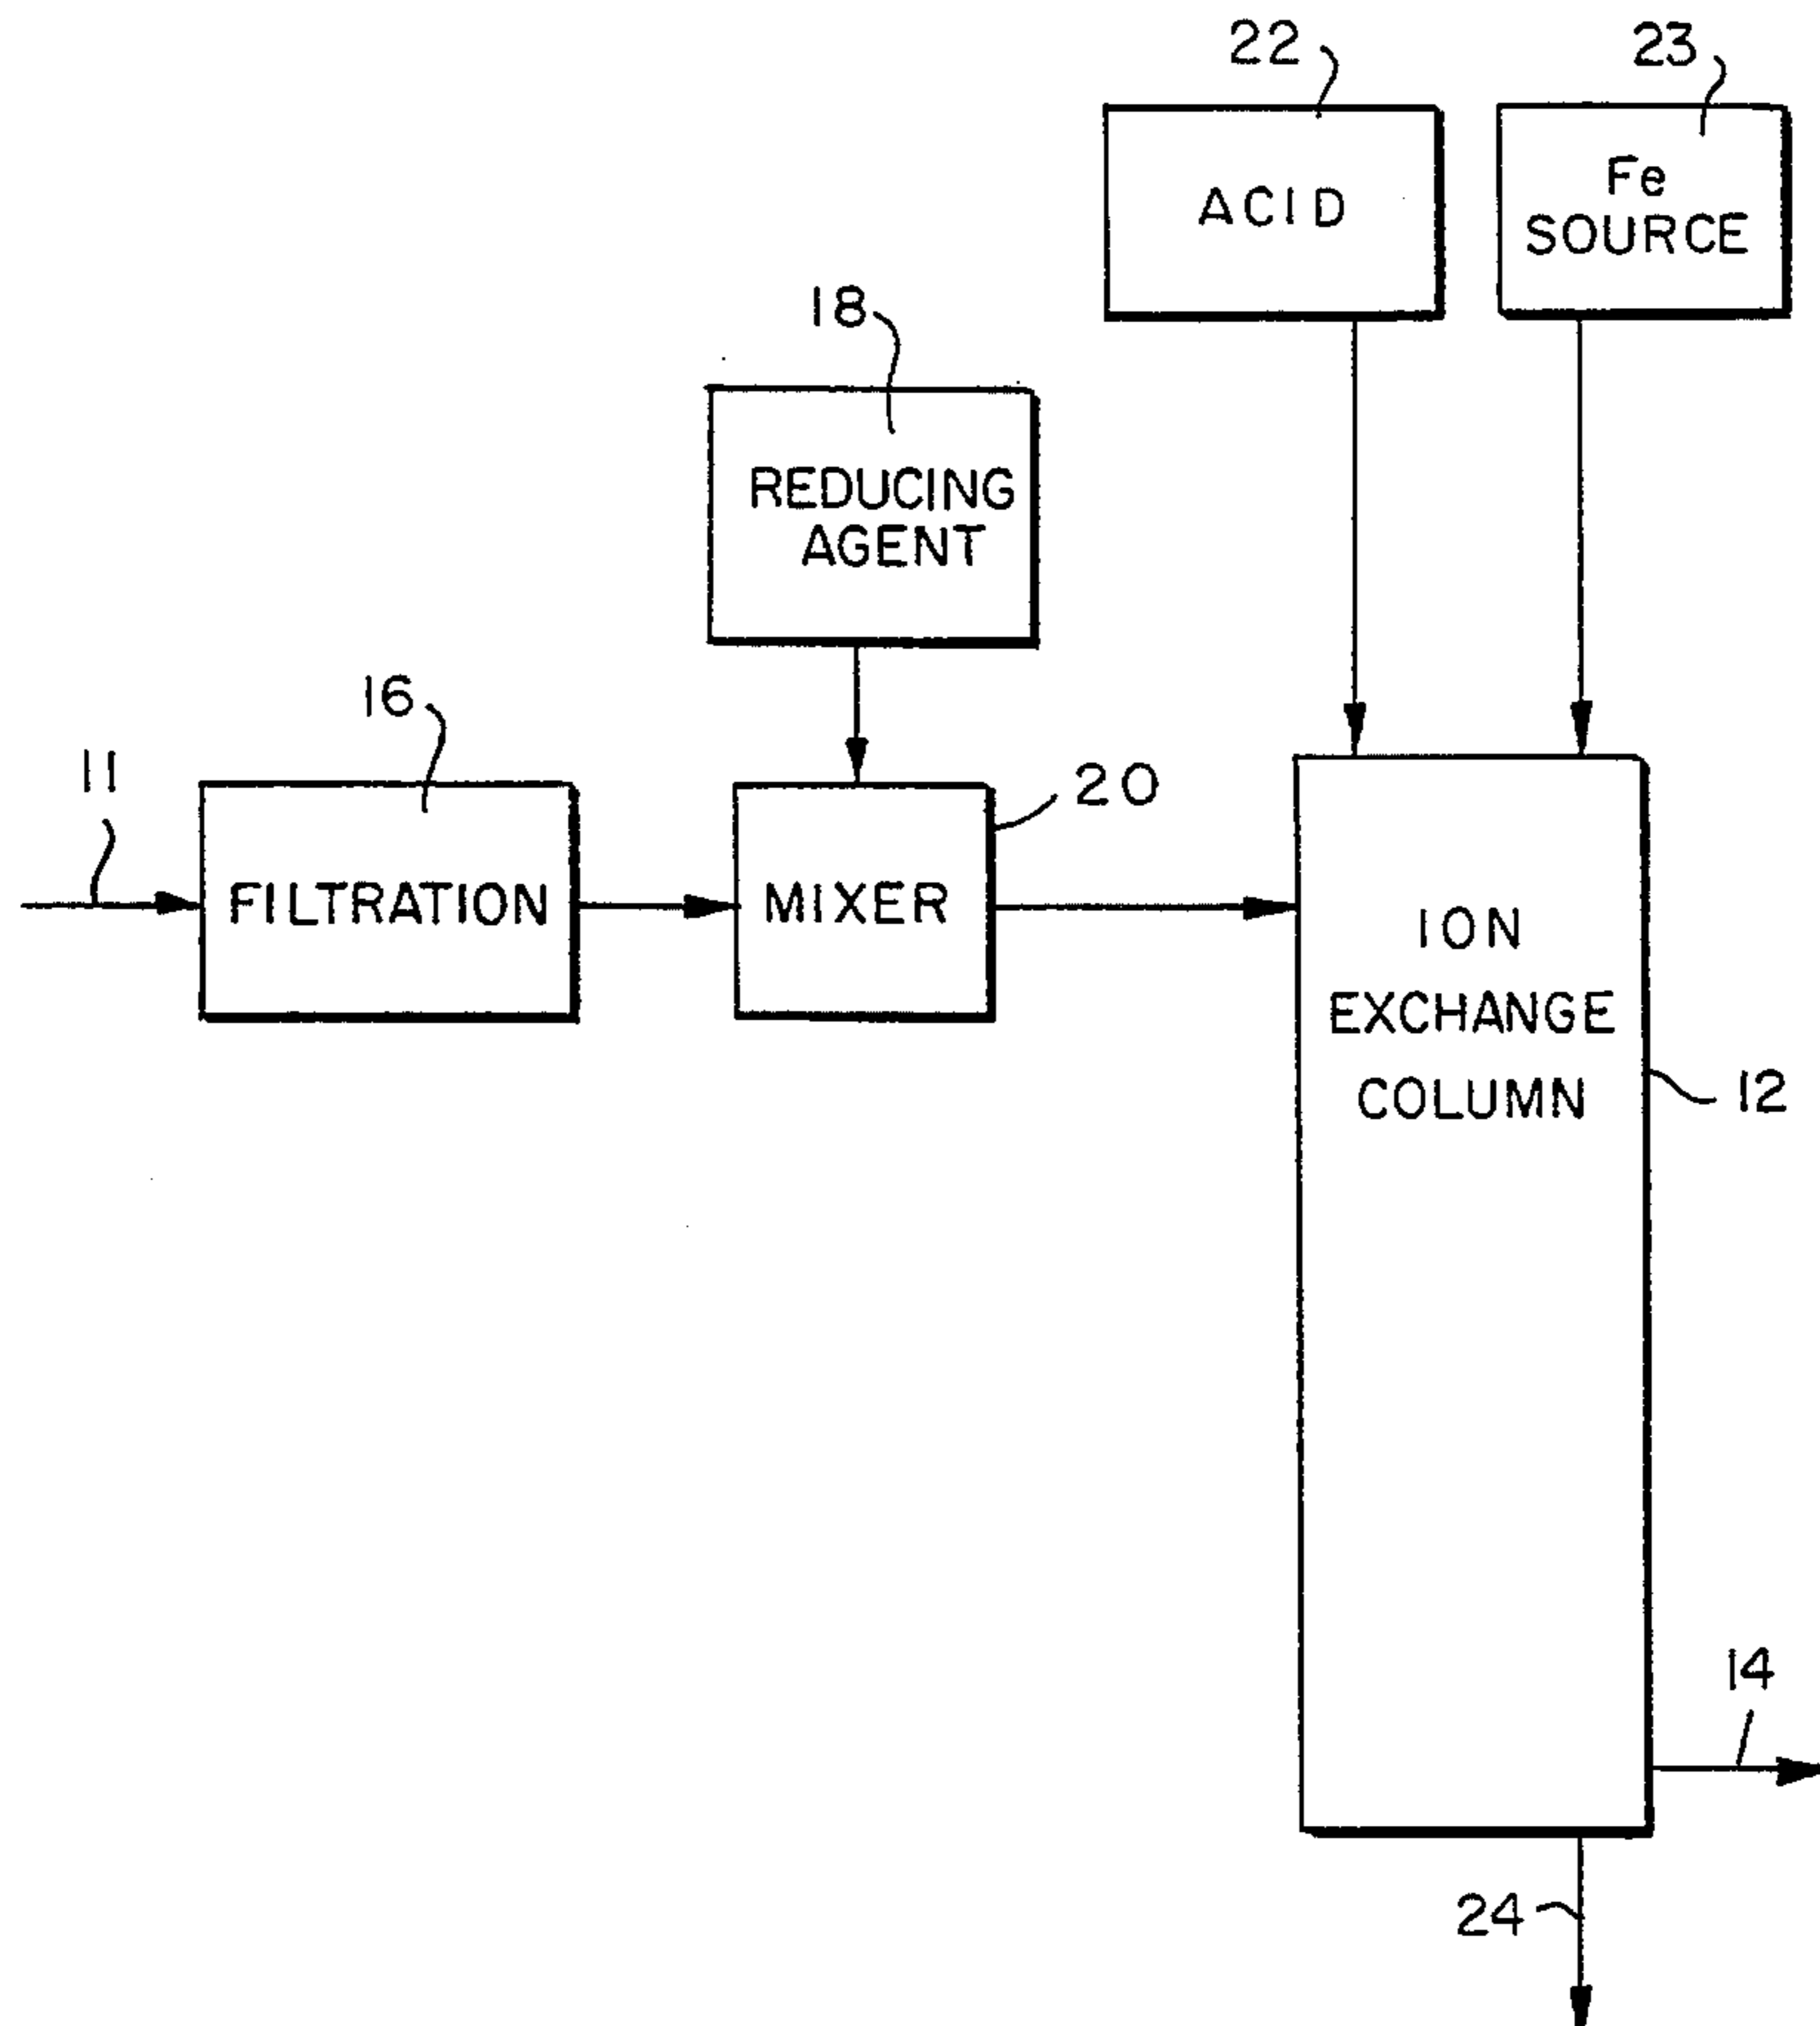 22
23
ACID
Fe
SOURCE
18
REDUCING
AGENT
16
11
20
FILTRATION
MIXER
ION
EXCHANGE
COLUMN
12
14
24